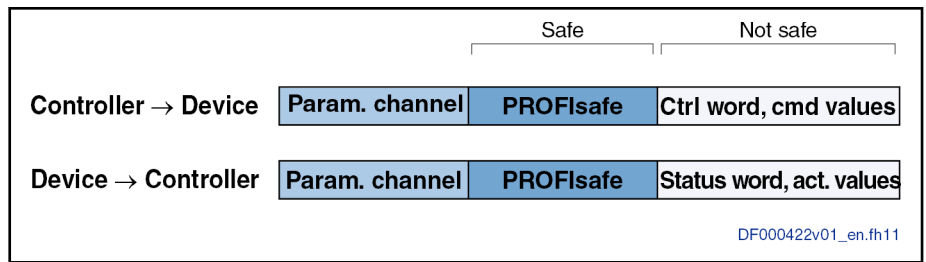 Safe Not safe
Controller → Device Param. channel PROFIsafe Ctrl word, cmd values
Device → Controller Param. channel PROFIsafe Status word, act. values
DF000422v01_en.fh11